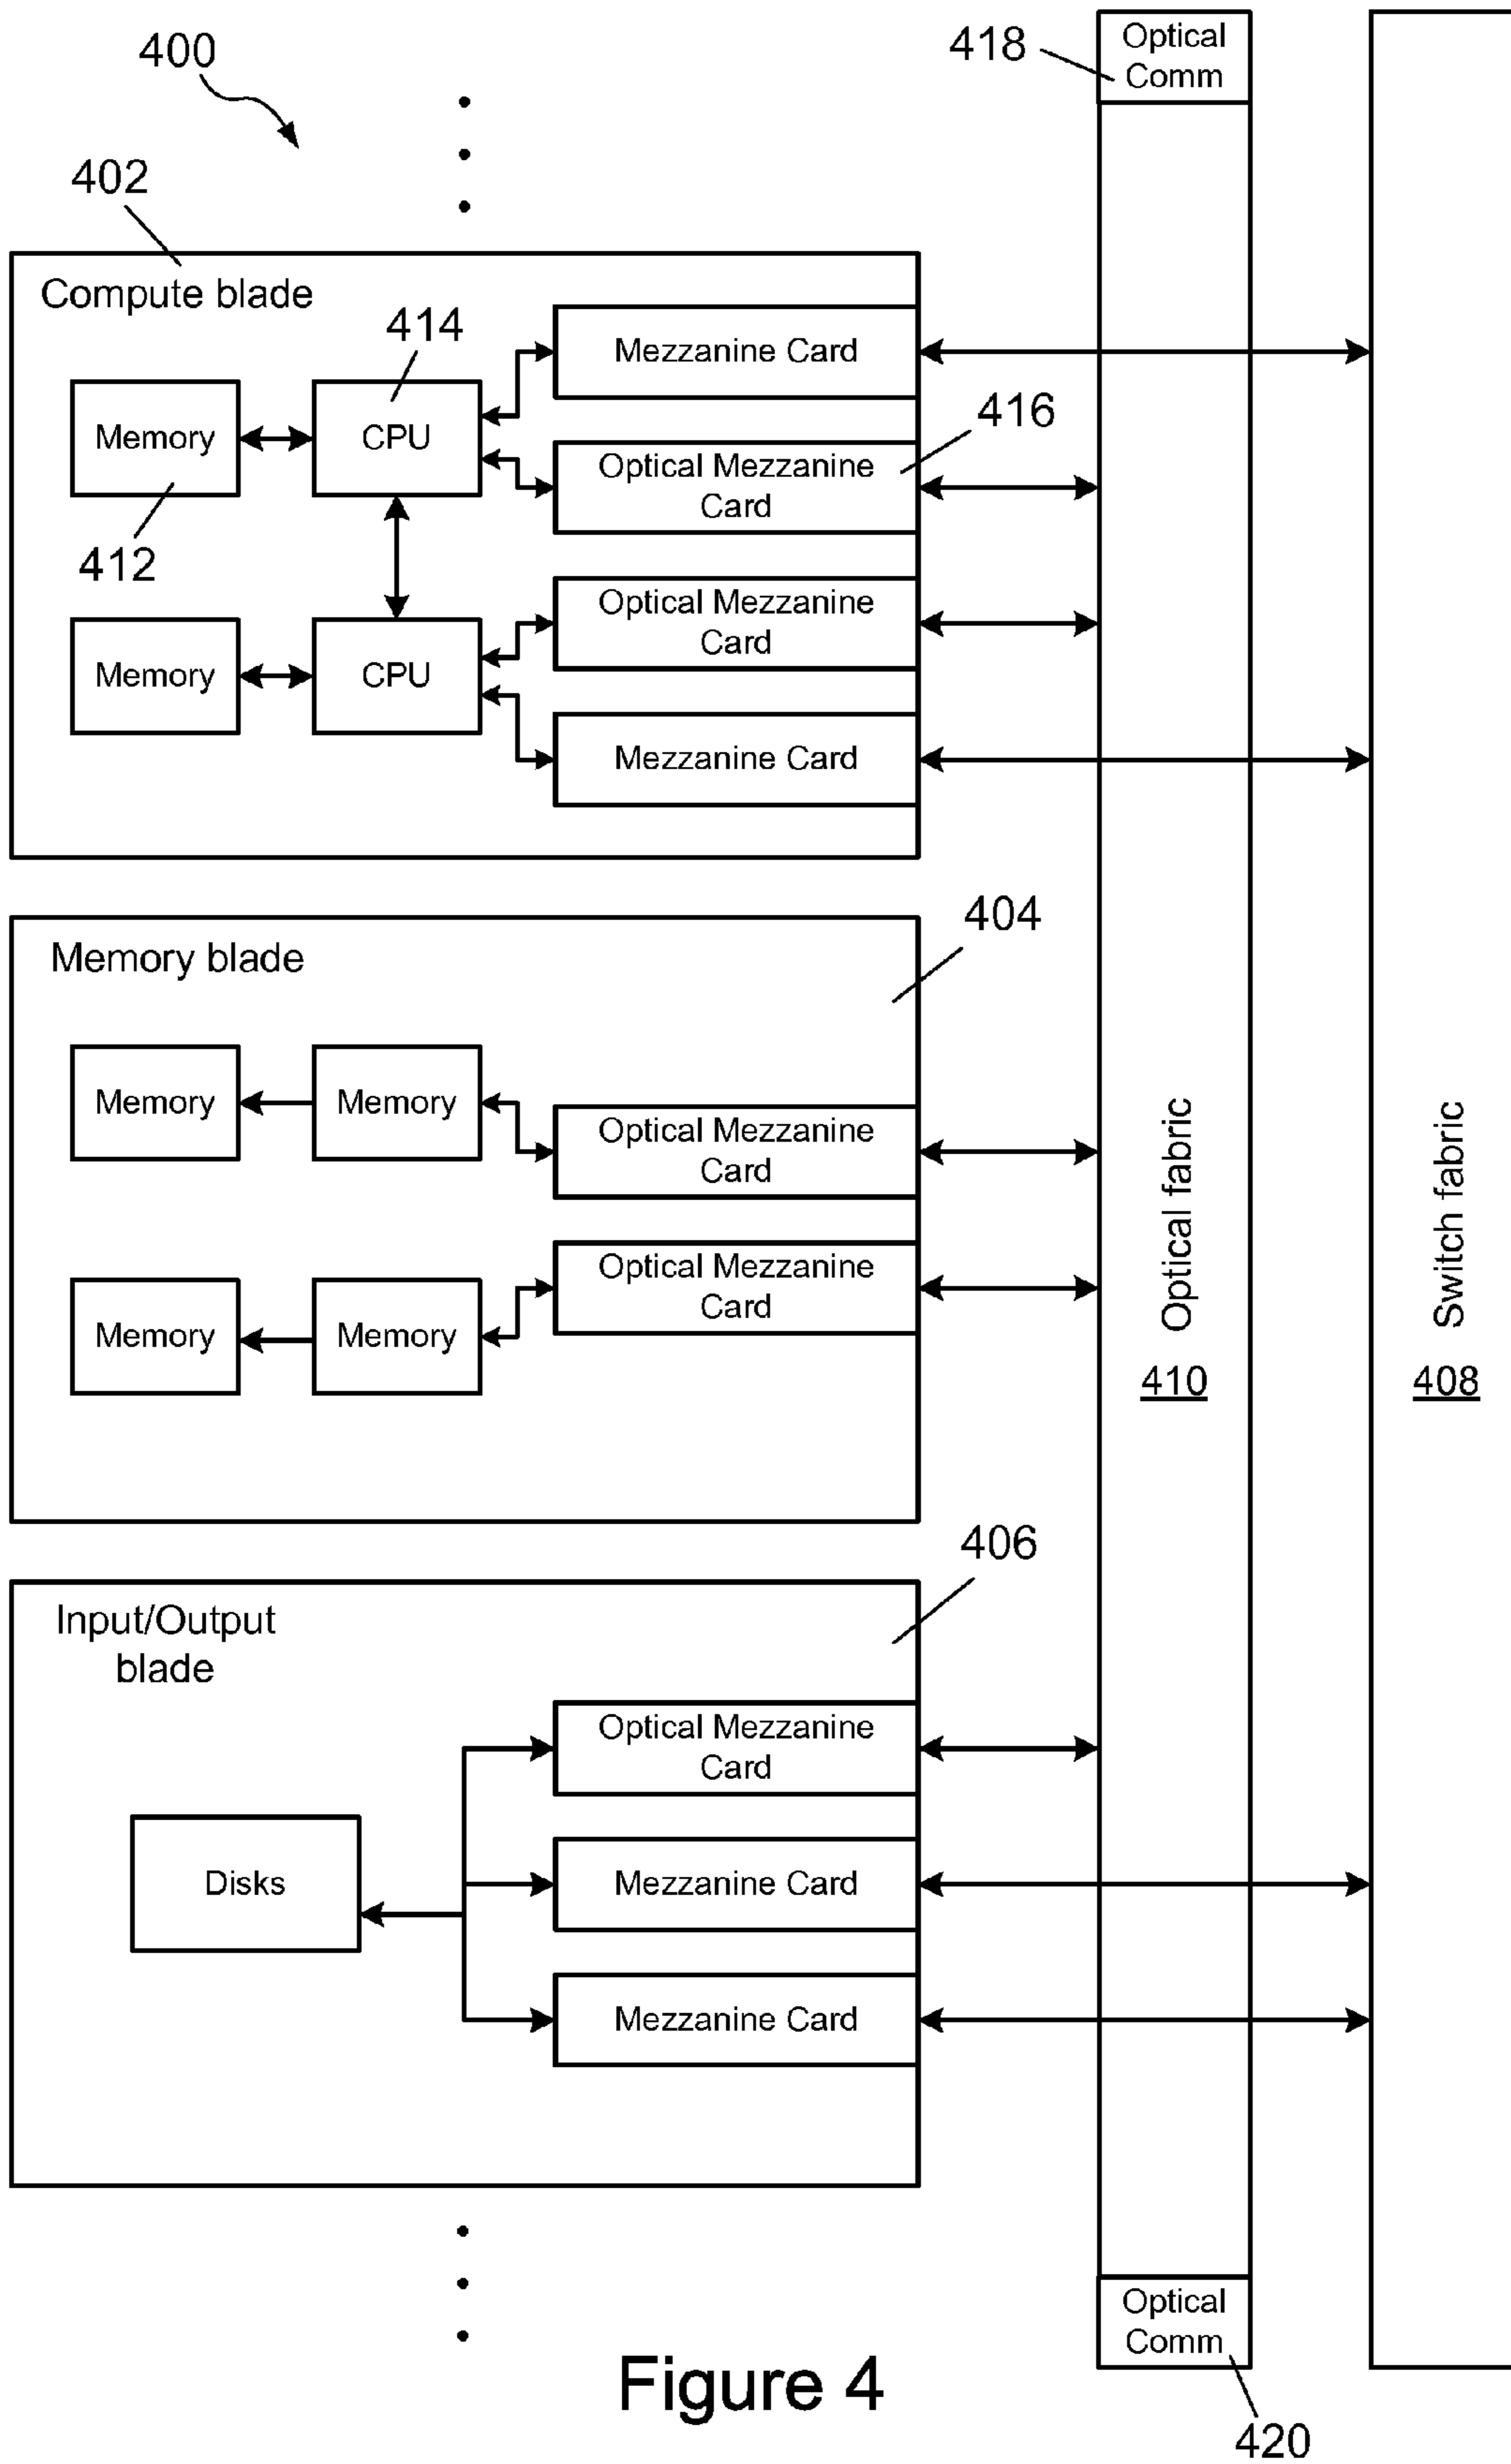 400
418
Optical
Comm
402
Compute blade
414
Mezzanine Card
416
Memory
CPU
Optical Mezzanine
Card
412
Optical Mezzanine
Card
Memory
CPU
Mezzanine Card
404
Memory blade
Memory
Memory
Optical Mezzanine
Card
Memory
Memory
Optical Mezzanine
Card
Optical fabric
410
Switch fabric
408
406
Input/Output
blade
Optical Mezzanine
Card
Disks
Mezzanine Card
Mezzanine Card
Optical
Comm
420
Figure 4